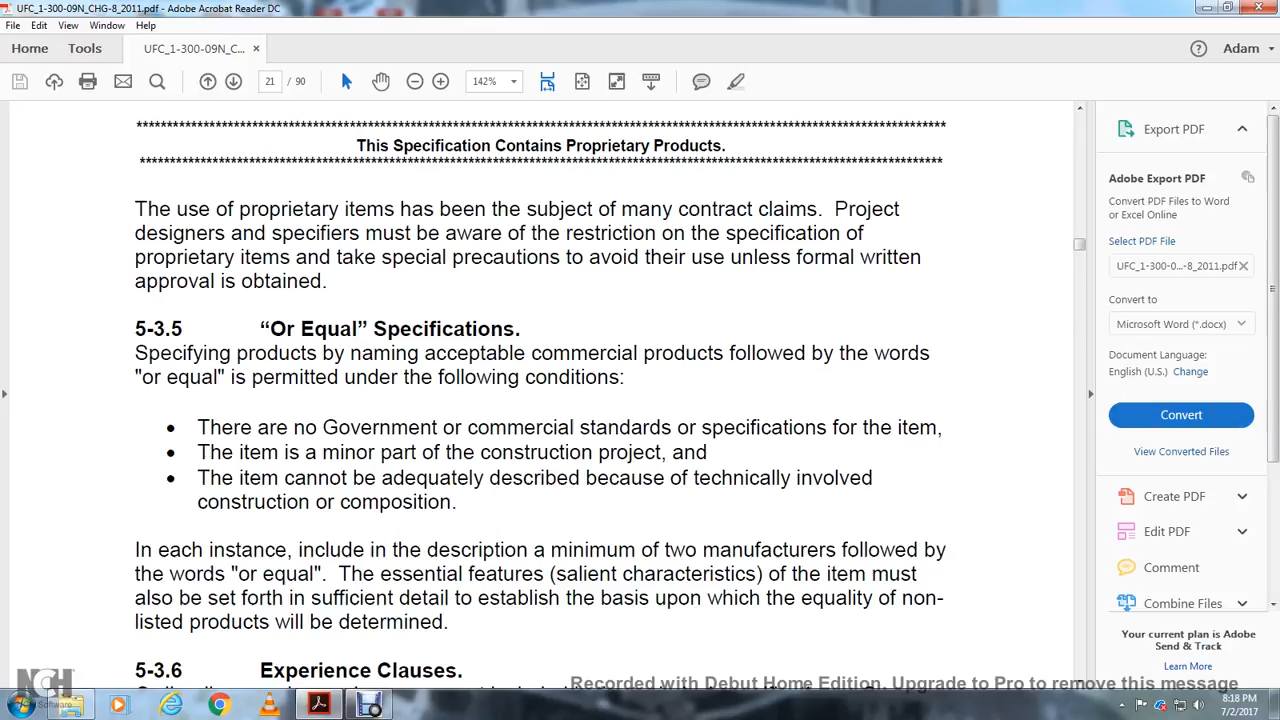 UFC_1-300-09N_CHG-8_2011.pdf - Adobe Acrobat Reader DC
File Edit View Window Help
Home Tools UFC_1-300-09N_C... × Adam
21 / 90 142%
********************************************************************************
This Specification Contains Proprietary Products.
********************************************************************************
The use of proprietary items has been the subject of many contract claims. Project
designers and specifiers must be aware of the restriction on the specification of
proprietary items and take special precautions to avoid their use unless formal written
approval is obtained.
5-3.5 “Or Equal” Specifications.
Specifying products by naming acceptable commercial products followed by the words
"or equal" is permitted under the following conditions:
• There are no Government or commercial standards or specifications for the item,
• The item is a minor part of the construction project, and
• The item cannot be adequately described because of technically involved
construction or composition.
In each instance, include in the description a minimum of two manufacturers followed by
the words "or equal". The essential features (salient characteristics) of the item must
also be set forth in sufficient detail to establish the basis upon which the equality of non-
listed products will be determined.
5-3.6 Experience Clauses.
Export PDF
Adobe Export PDF
Convert PDF Files to Word
or Excel Online
Select PDF File
UFC_1-300-0...-8_2011.pdf ×
Convert to
Microsoft Word (*.docx)
Document Language:
English (U.S.) Change
Convert
View Converted Files
Create PDF
Edit PDF
Comment
Combine Files
Your current plan is Adobe
Send & Track
Learn More
NCH
Software
Recorded with Debut Home Edition. Upgrade to Pro to remove this message
8:18 PM
7/2/2017